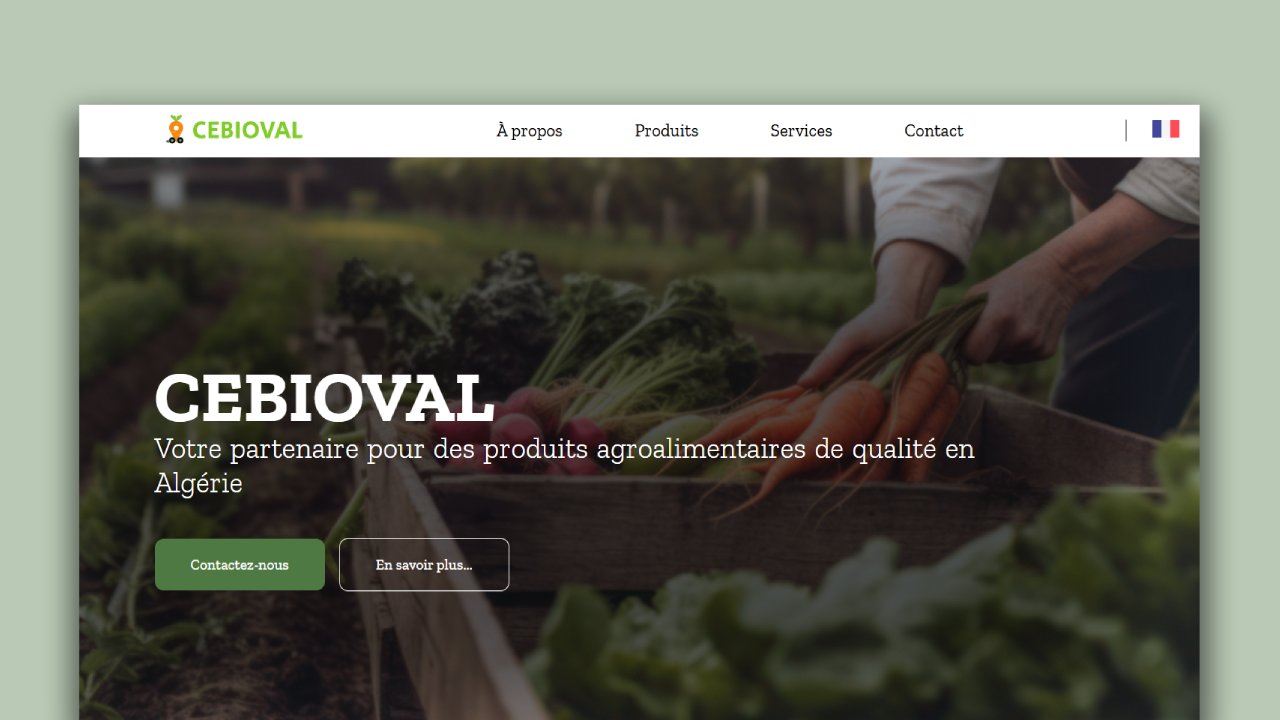 CEBIOVAL
À propos
Produits
Services
Contact
CEBIOVAL
Votre partenaire pour des produits agroalimentaires de qualité en
Algérie
Contactez-nous
En savoir plus...